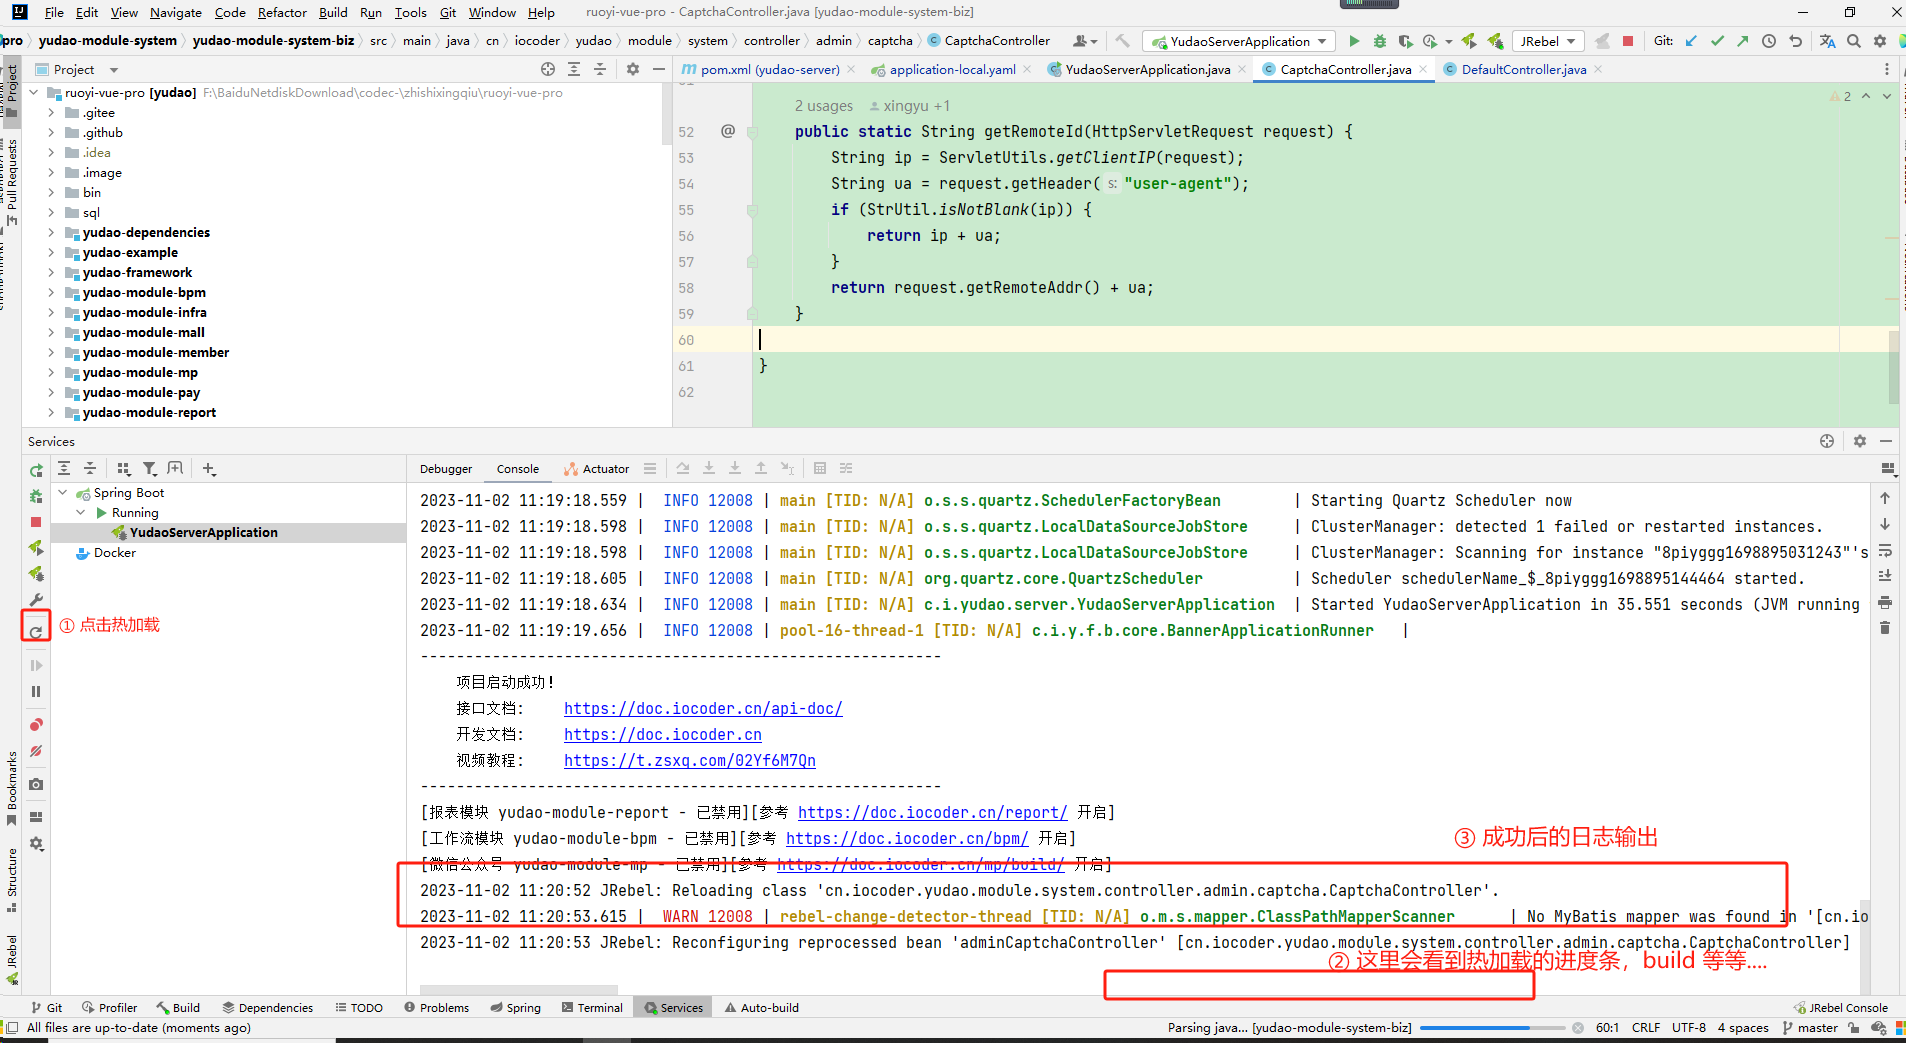 File Edit View Navigate Code Refactor Build Run Tools Git Window Help ruoyi-vue-pro - CaptchaController.java [yudao-module-system-biz]
pro yudao-module-system yudao-module-system-biz src main java cn iocoder yudao module system controller admin captcha CaptchaController YudaoServerApplication JRebel Git:
Project pom.xml (yudao-server) application-local.yaml YudaoServerApplication.java CaptchaController.java DefaultController.java
Project
Pull Requests
ruoyi-vue-pro [yudao] F:\BaiduNetdiskDownload\codec-\zhishixingqiu\ruoyi-vue-pro
.gitee
.github
.idea
.image
bin
sql
yudao-dependencies
yudao-example
yudao-framework
yudao-module-bpm
yudao-module-infra
yudao-module-mall
yudao-module-member
yudao-module-mp
yudao-module-pay
yudao-module-report
2 usages xingyu +1
2
52 @ public static String getRemoteId(HttpServletRequest request) {
53 String ip = ServletUtils.getClientIP(request);
54 String ua = request.getHeader( s: "user-agent");
55 if (StrUtil.isNotBlank(ip)) {
56 return ip + ua;
57 }
58 return request.getRemoteAddr() + ua;
59 }
60
61 }
62
Services
Spring Boot
Running
YudaoServerApplication
Docker
① 点击热加载
Debugger Console Actuator
2023-11-02 11:19:18.559 | INFO 12008 | main [TID: N/A] o.s.s.quartz.SchedulerFactoryBean | Starting Quartz Scheduler now
2023-11-02 11:19:18.598 | INFO 12008 | main [TID: N/A] o.s.s.quartz.LocalDataSourceJobStore | ClusterManager: detected 1 failed or restarted instances.
2023-11-02 11:19:18.598 | INFO 12008 | main [TID: N/A] o.s.s.quartz.LocalDataSourceJobStore | ClusterManager: Scanning for instance "8piyggg1698895031243"'s
2023-11-02 11:19:18.605 | INFO 12008 | main [TID: N/A] org.quartz.core.QuartzScheduler | Scheduler schedulerName_$_8piyggg1698895144464 started.
2023-11-02 11:19:18.634 | INFO 12008 | main [TID: N/A] c.i.yudao.server.YudaoServerApplication | Started YudaoServerApplication in 35.551 seconds (JVM running
2023-11-02 11:19:19.656 | INFO 12008 | pool-16-thread-1 [TID: N/A] c.i.y.f.b.core.BannerApplicationRunner |
----------------------------------------------------------
项目启动成功!
接口文档: https://doc.iocoder.cn/api-doc/
开发文档: https://doc.iocoder.cn
视频教程: https://t.zsxq.com/02Yf6M7Qn
----------------------------------------------------------
[报表模块 yudao-module-report - 已禁用][参考 https://doc.iocoder.cn/report/ 开启]
[工作流模块 yudao-module-bpm - 已禁用][参考 https://doc.iocoder.cn/bpm/ 开启]
③ 成功后的日志输出
[微信公众号 yudao-module-mp - 已禁用][参考 https://doc.iocoder.cn/mp/build/ 开启]
2023-11-02 11:20:52 JRebel: Reloading class 'cn.iocoder.yudao.module.system.controller.admin.captcha.CaptchaController'.
2023-11-02 11:20:53.615 | WARN 12008 | rebel-change-detector-thread [TID: N/A] o.m.s.mapper.ClassPathMapperScanner | No MyBatis mapper was found in '[cn.io
2023-11-02 11:20:53 JRebel: Reconfiguring reprocessed bean 'adminCaptchaController' [cn.iocoder.yudao.module.system.controller.admin.captcha.CaptchaController]
② 这里会看到热加载的进度条，build 等等....
Bookmarks
Structure
JRebel
Git Profiler Build Dependencies TODO Problems Spring Terminal Services Auto-build JRebel Console
All files are up-to-date (moments ago) Parsing java... [yudao-module-system-biz] 60:1 CRLF UTF-8 4 spaces master